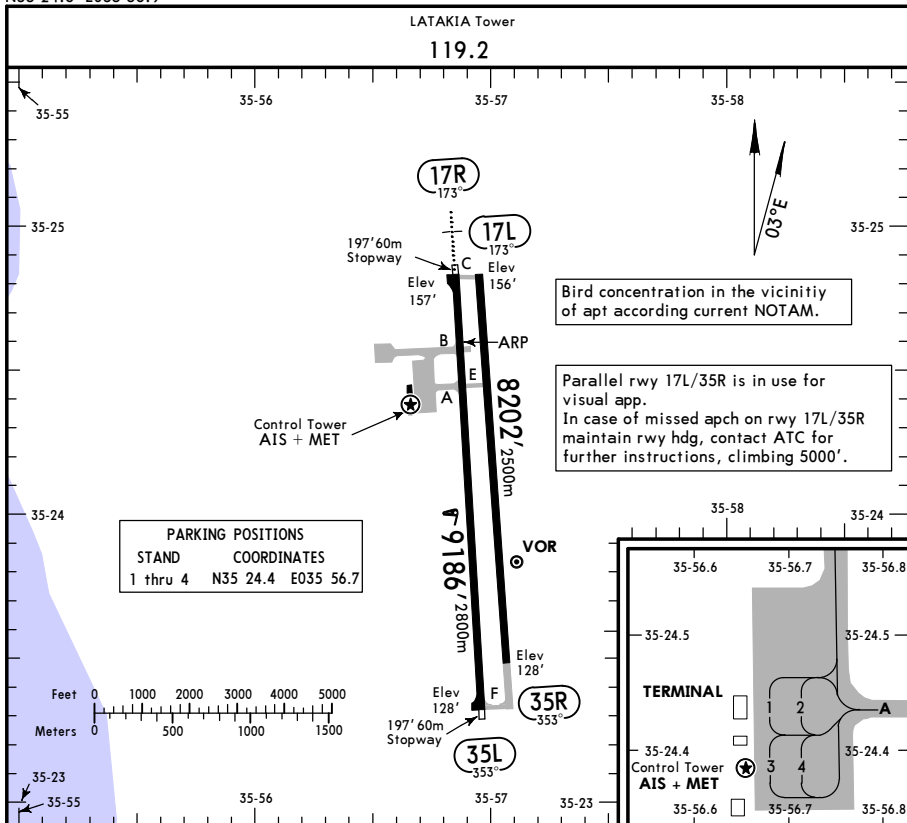 LATAKIA Tower
119.2
35-55
35-56
35-57
35-58
17R
173°
03°E
35-25
17L
173°
35-25
197'60m
Stopway
C
Elev
157'
Elev
156'
Bird concentration in the vicinitiy
of apt according current NOTAM.
B
ARP
E
A
Parallel rwy 17L/35R is in use for
visual app.
In case of missed apch on rwy 17L/35R
maintain rwy hdg, contact ATC for
further instructions, climbing 5000'.
8202' 2500m
Control Tower
AIS + MET
35-24
35-58
35-24
9186' 2800m
VOR
PARKING POSITIONS
STAND COORDINATES
1 thru 4 N35 24.4 E035 56.7
35-56.6
35-56.7
35-56.8
35-24.5
35-24.5
Elev
128'
Feet 0 1000 2000 3000 4000 5000
Meters 0 500 1000 1500
Elev
128'
F
35R
353°
197'60m
Stopway
35L
353°
TERMINAL
1 2
A
35-24.4
35-24.4
Control Tower
AIS + MET
3 4
35-23
35-55
35-56
35-57
35-23
35-56.6
35-56.7
35-56.8